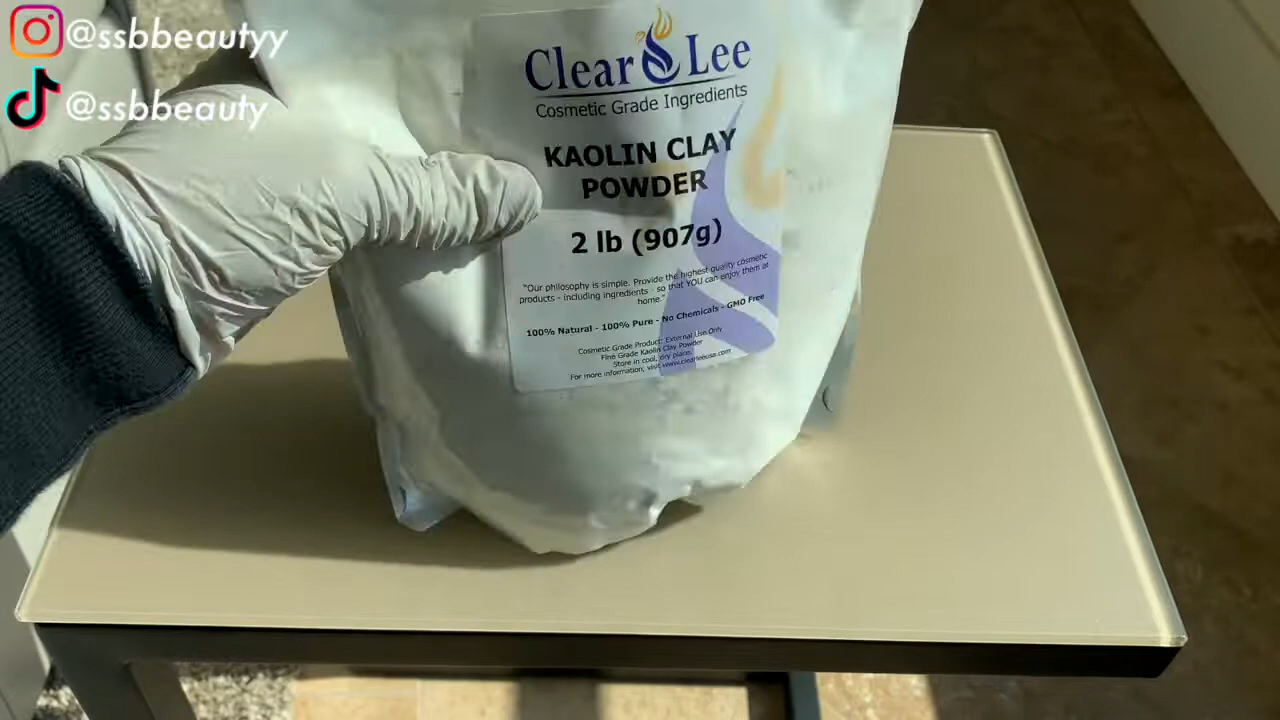 @ssbbeautyy
@ssbbeauty
Clear Lee
Cosmetic Grade Ingredients
KAOLIN CLAY
POWDER
2 lb (907g)
"Our philosophy is simple. Provide the highest quality cosmetic
products - including ingredients - so that YOU can enjoy them at
home."
100% Natural - 100% Pure - No Chemicals - GMO Free
Cosmetic Grade Product: External Use Only
Fine Grade Kaolin Clay Powder
Store in cool, dry plans.
For more information, visit www.clearleeusa.com